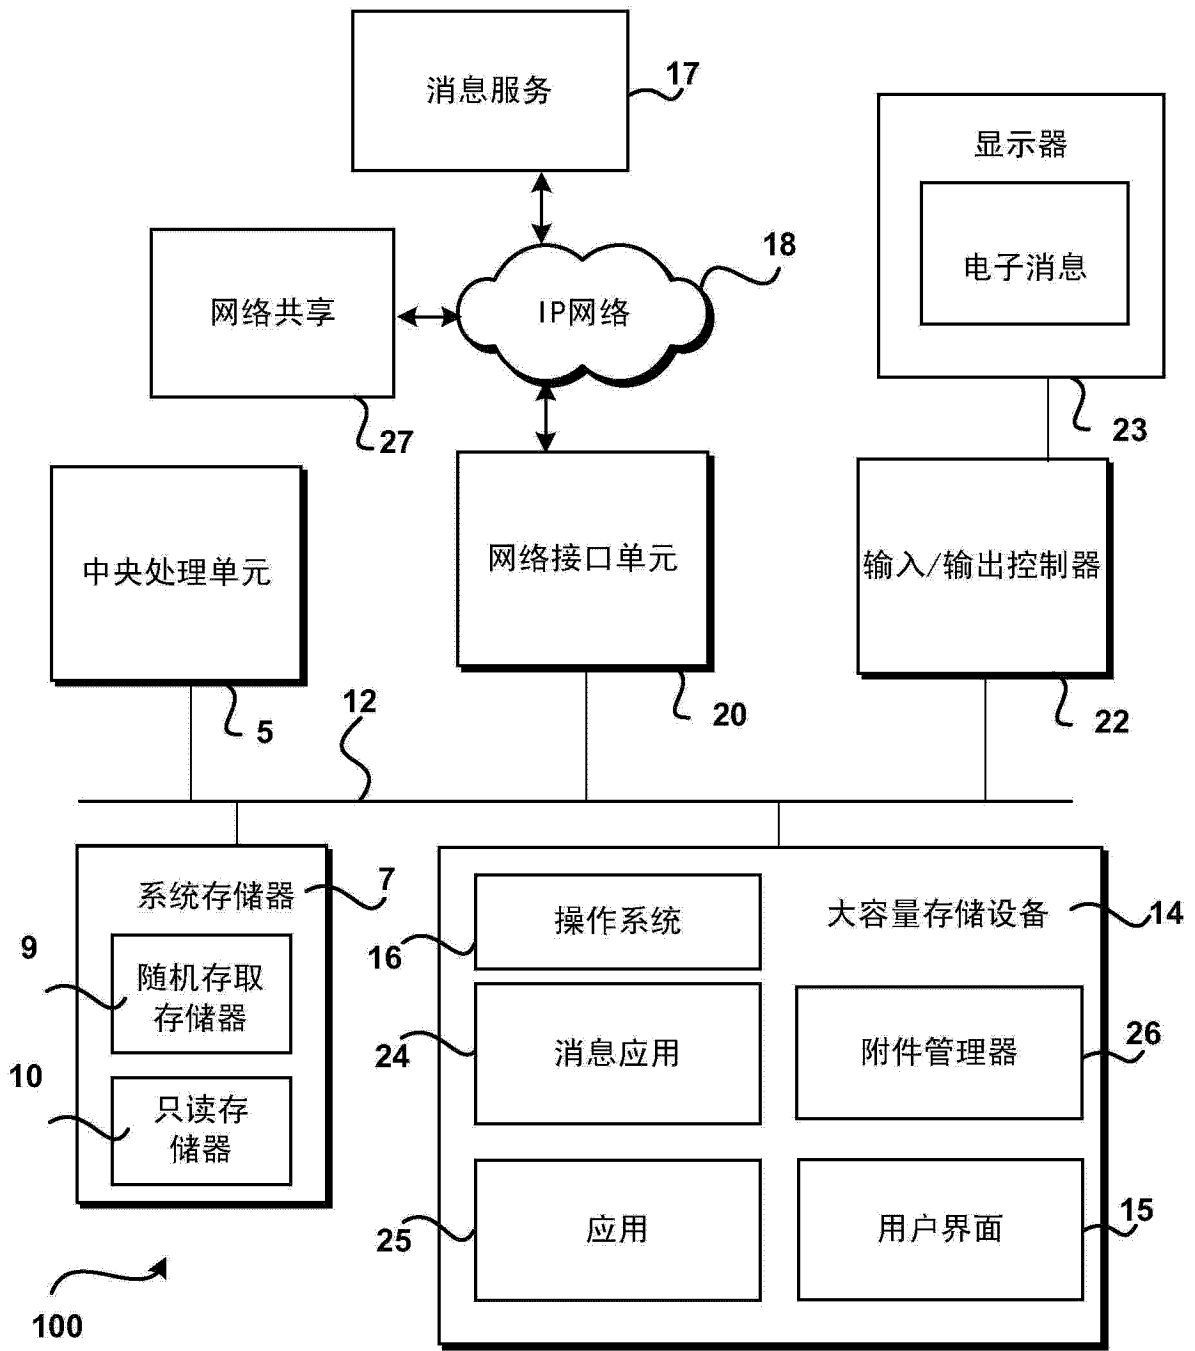 消息服务
17
显示器
电子消息
18
网络共享
IP网络
27
23
中央处理单元
网络接口单元
输入/输出控制器
5
12
20
22
系统存储器
7
操作系统
大容量存储设备
14
16
9
随机存取
存储器
24
消息应用
附件管理器
26
10
只读存
储器
25
应用
用户界面
15
100